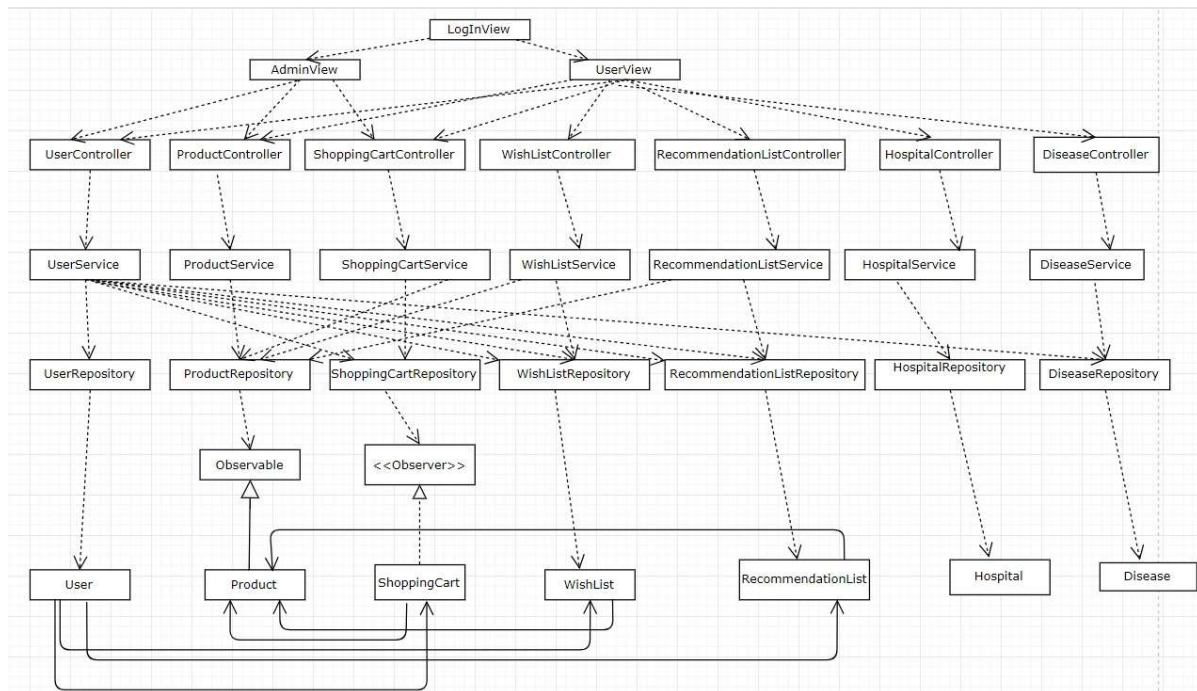 LogInView
AdminView
UserView
UserController
ProductController
ShoppingCartController
WishListController
RecommendationListController
HospitalController
DiseaseController
UserService
ProductService
ShoppingCartService
WishListService
RecommendationListService
HospitalService
DiseaseService
UserRepository
ProductRepository
ShoppingCartRepository
WishListRepository
RecommendationListRepository
HospitalRepository
DiseaseRepository
Observable
<<Observer>>
User
Product
ShoppingCart
WishList
RecommendationList
Hospital
Disease